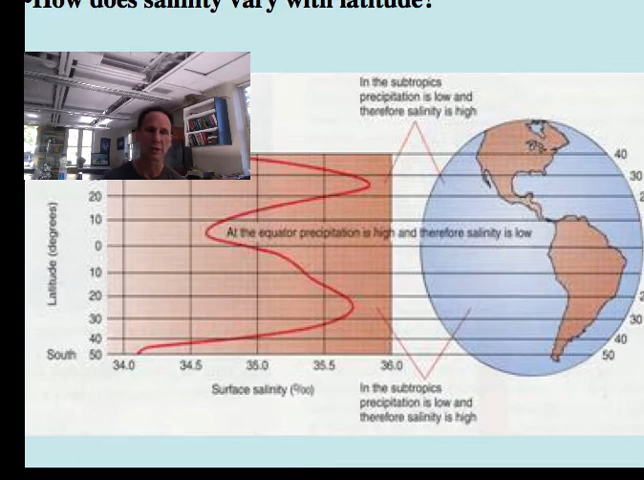 How does salinity vary with latitude?
In the subtropics
precipitation is low and
therefore salinity is high
Latitude (degrees)
20
10
0
10
20
30
40
South 50
34.0 34.5 35.0 35.5 36.0
Surface salinity (‰)
At the equator precipitation is high and therefore salinity is low
40
30
2
2
30
40
50
In the subtropics
precipitation is low and
therefore salinity is high